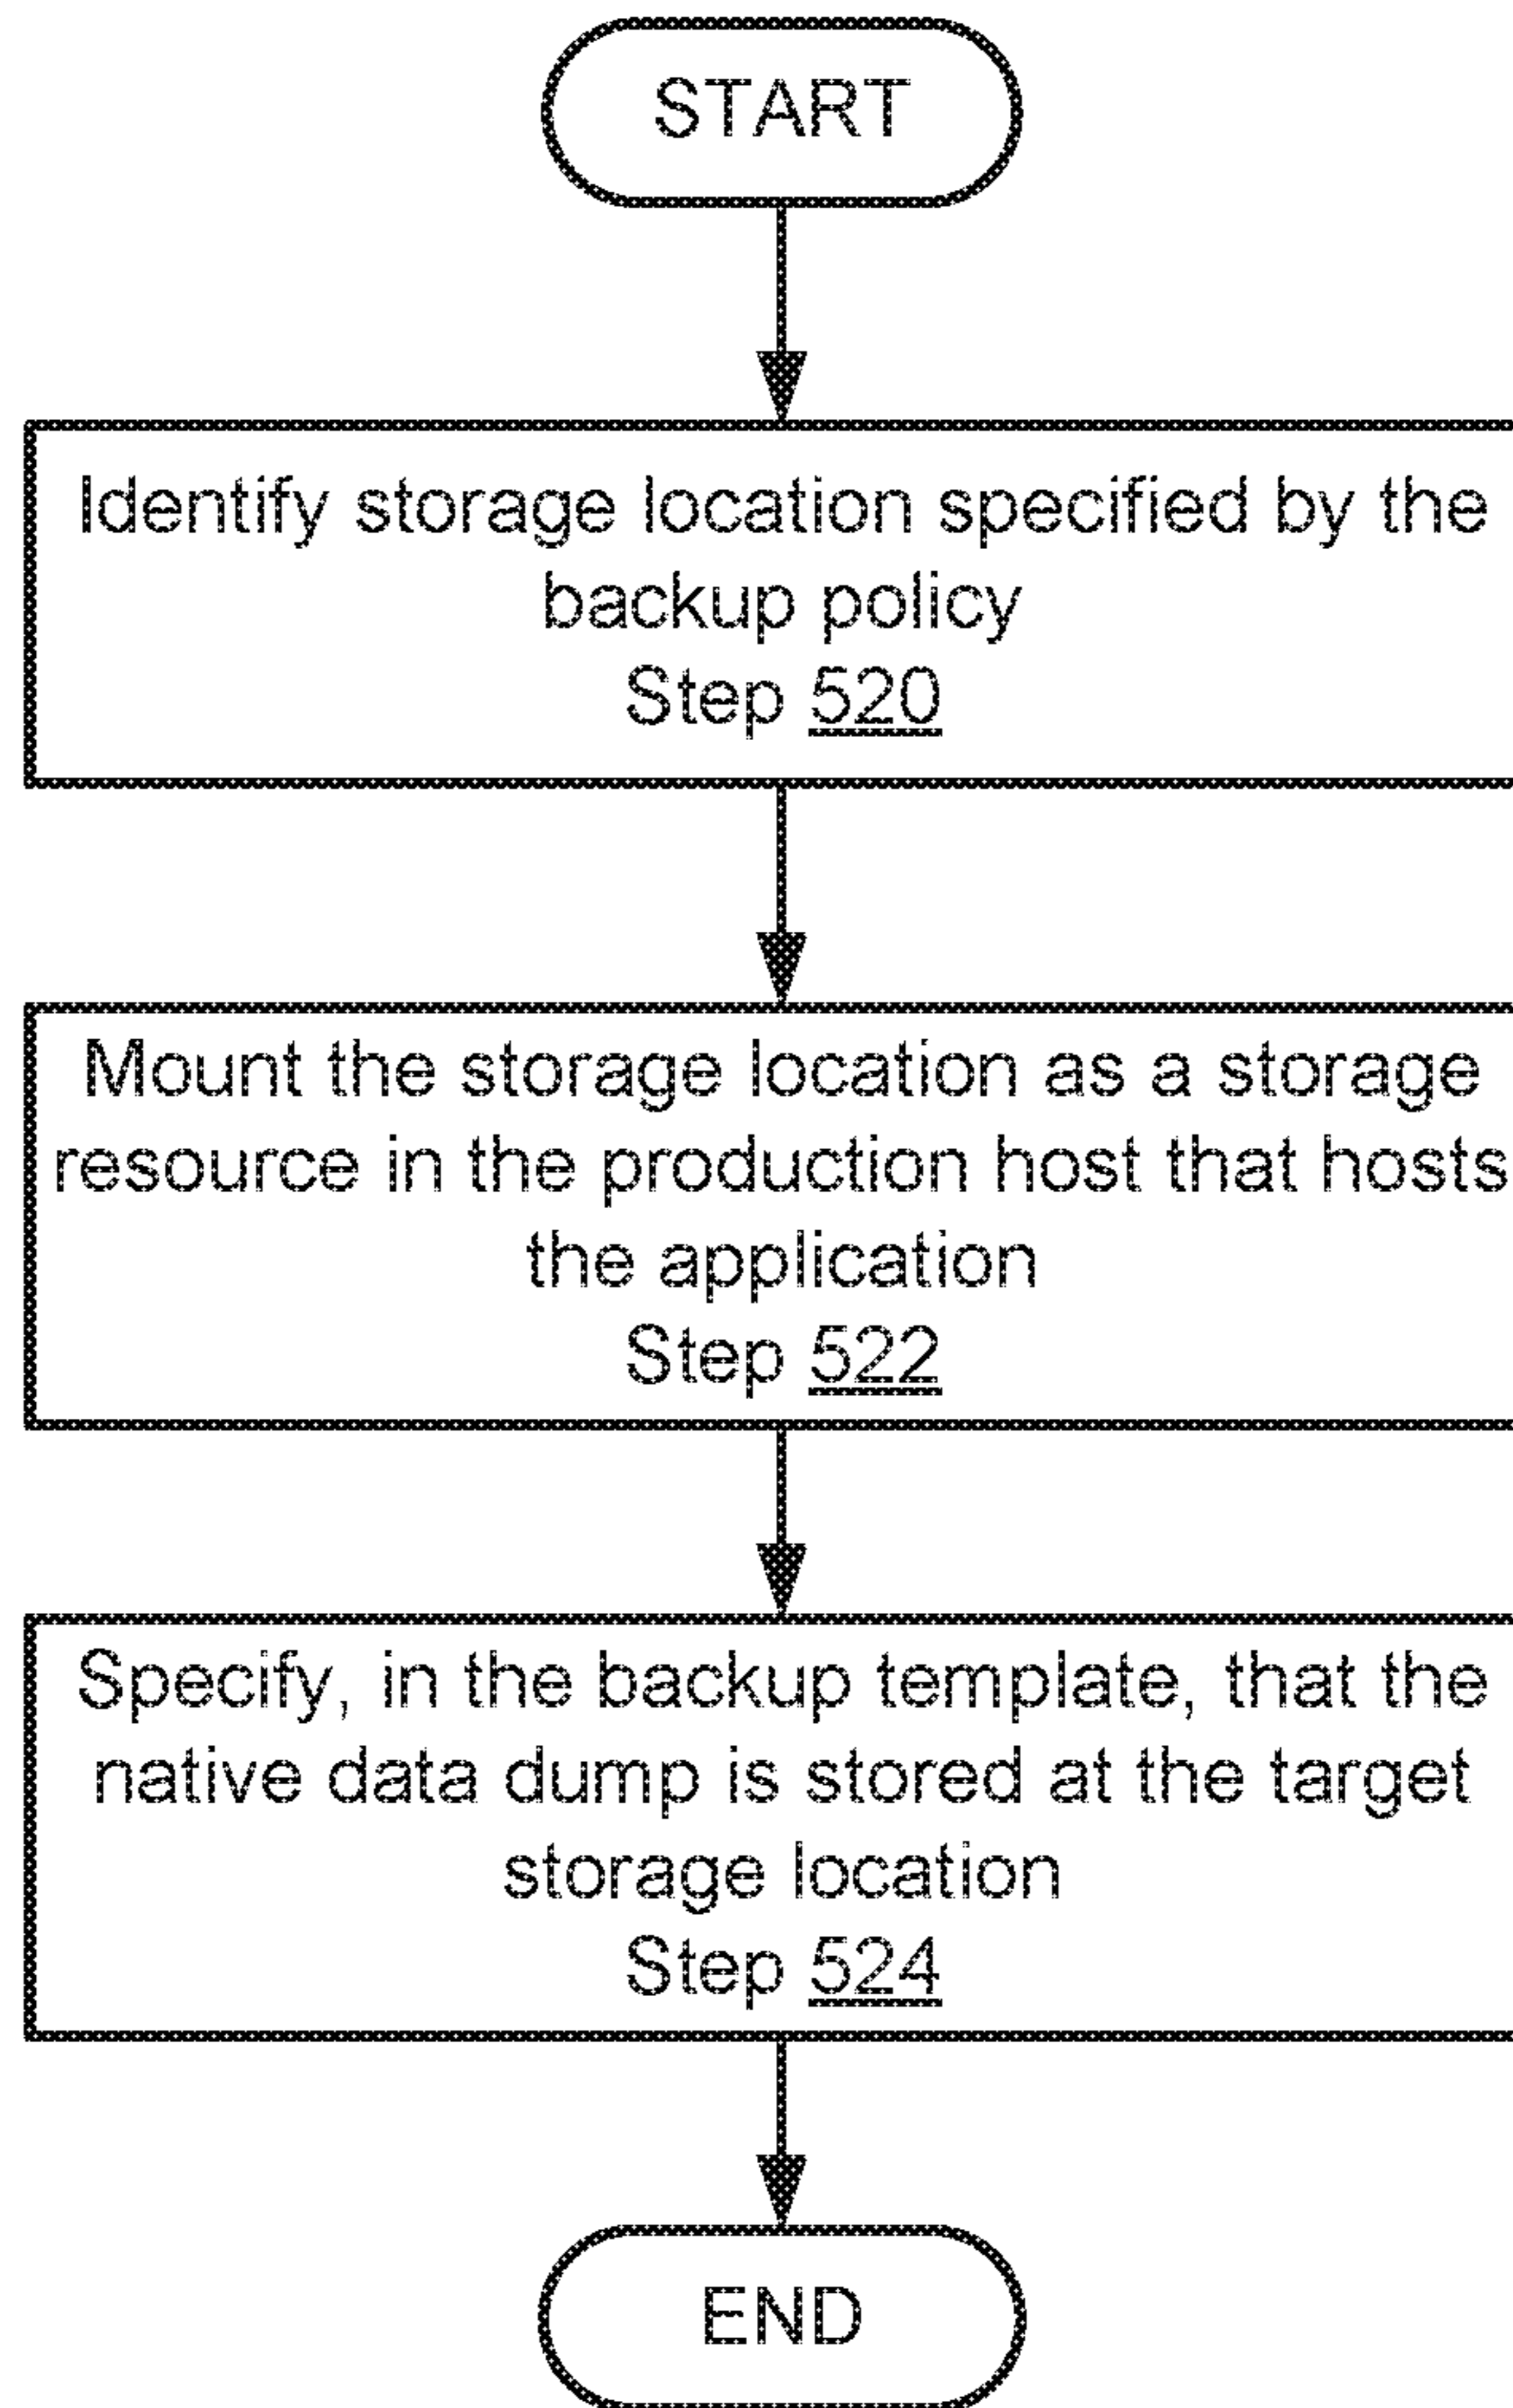 START
Identify storage location specified by the
backup policy
Step 520
Mount the storage location as a storage
resource in the production host that hosts
the application
Step 522
Specify, in the backup template, that the
native data dump is stored at the target
storage location
Step 524
END